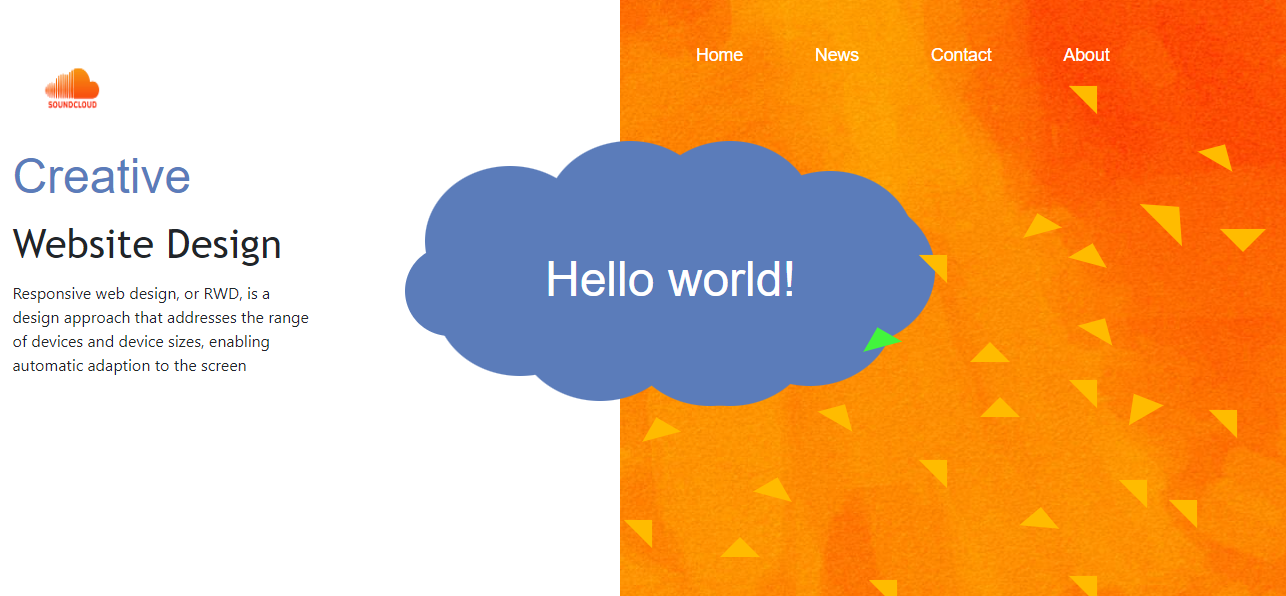 Home News Contact About
SOUNDCLOUD
Creative
Website Design
Responsive web design, or RWD, is a
design approach that addresses the range
of devices and device sizes, enabling
automatic adaption to the screen
Hello world!